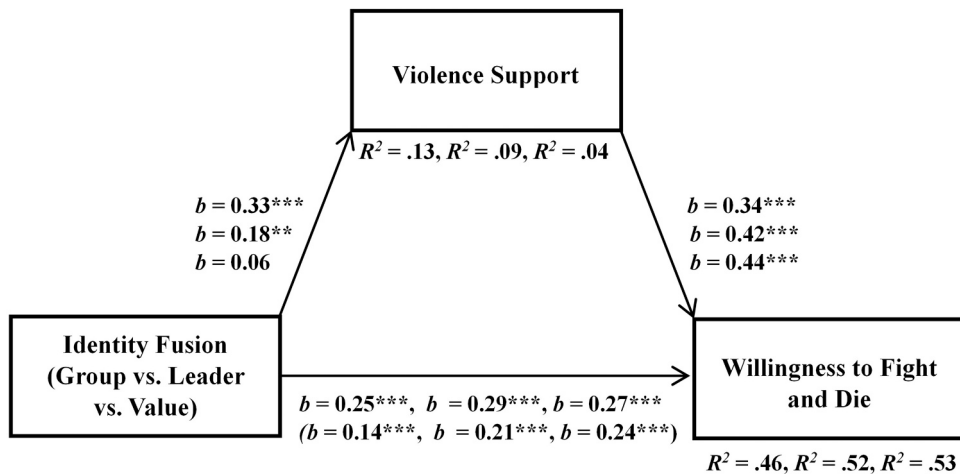 Violence Support
R² = .13, R² = .09, R² = .04
b = 0.33***
b = 0.18**
b = 0.06
b = 0.34***
b = 0.42***
b = 0.44***
Identity Fusion
(Group vs. Leader
vs. Value)
b = 0.25***, b = 0.29***, b = 0.27***
(b = 0.14***, b = 0.21***, b = 0.24***)
Willingness to Fight
and Die
R² = .46, R² = .52, R² = .53